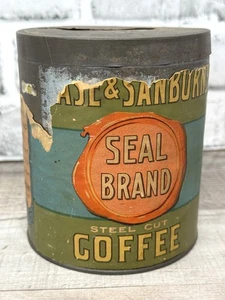 ASE & SANBORN
SEAL
BRAND
STEEL CUT
COFFEE